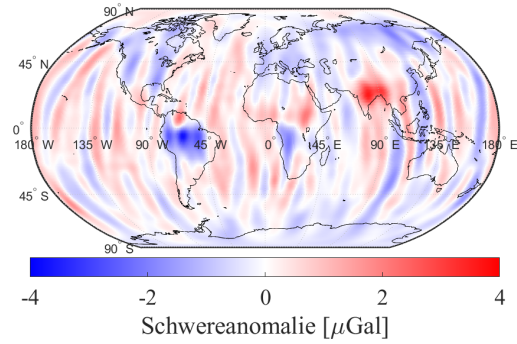 90° N
45° N
0°
180° W 135° W 90° W 45° W 0° 45° E 90° E 135° E 180° E
45° S
90° S
-4 -2 0 2 4
Schwereanomalie [μGal]